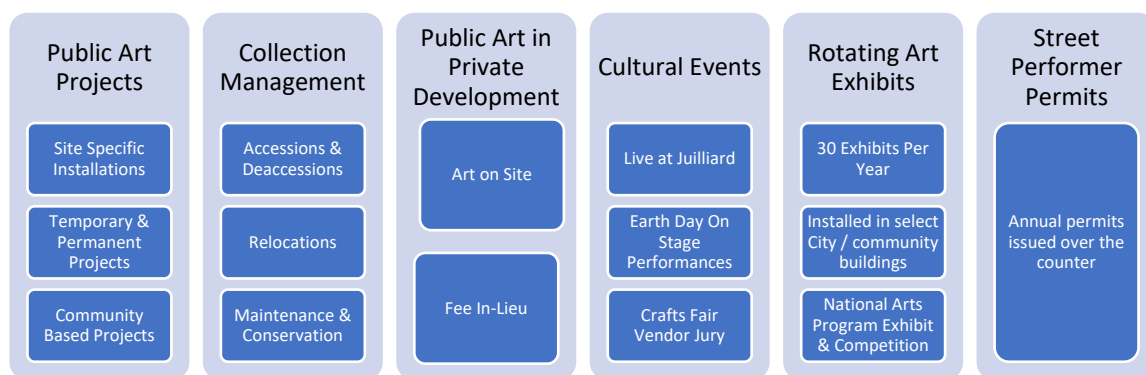 Public Art
Projects
Site Specific
Installations
Temporary &
Permanent
Projects
Community
Based Projects
Collection
Management
Accessions &
Deaccessions
Relocations
Maintenance &
Conservation
Public Art in
Private
Development
Art on Site
Fee In-Lieu
Cultural Events
Live at Juilliard
Earth Day On
Stage
Performances
Crafts Fair
Vendor Jury
Rotating Art
Exhibits
30 Exhibits Per
Year
Installed in select
City / community
buildings
National Arts
Program Exhibit
& Competition
Street
Performer
Permits
Annual permits
issued over the
counter